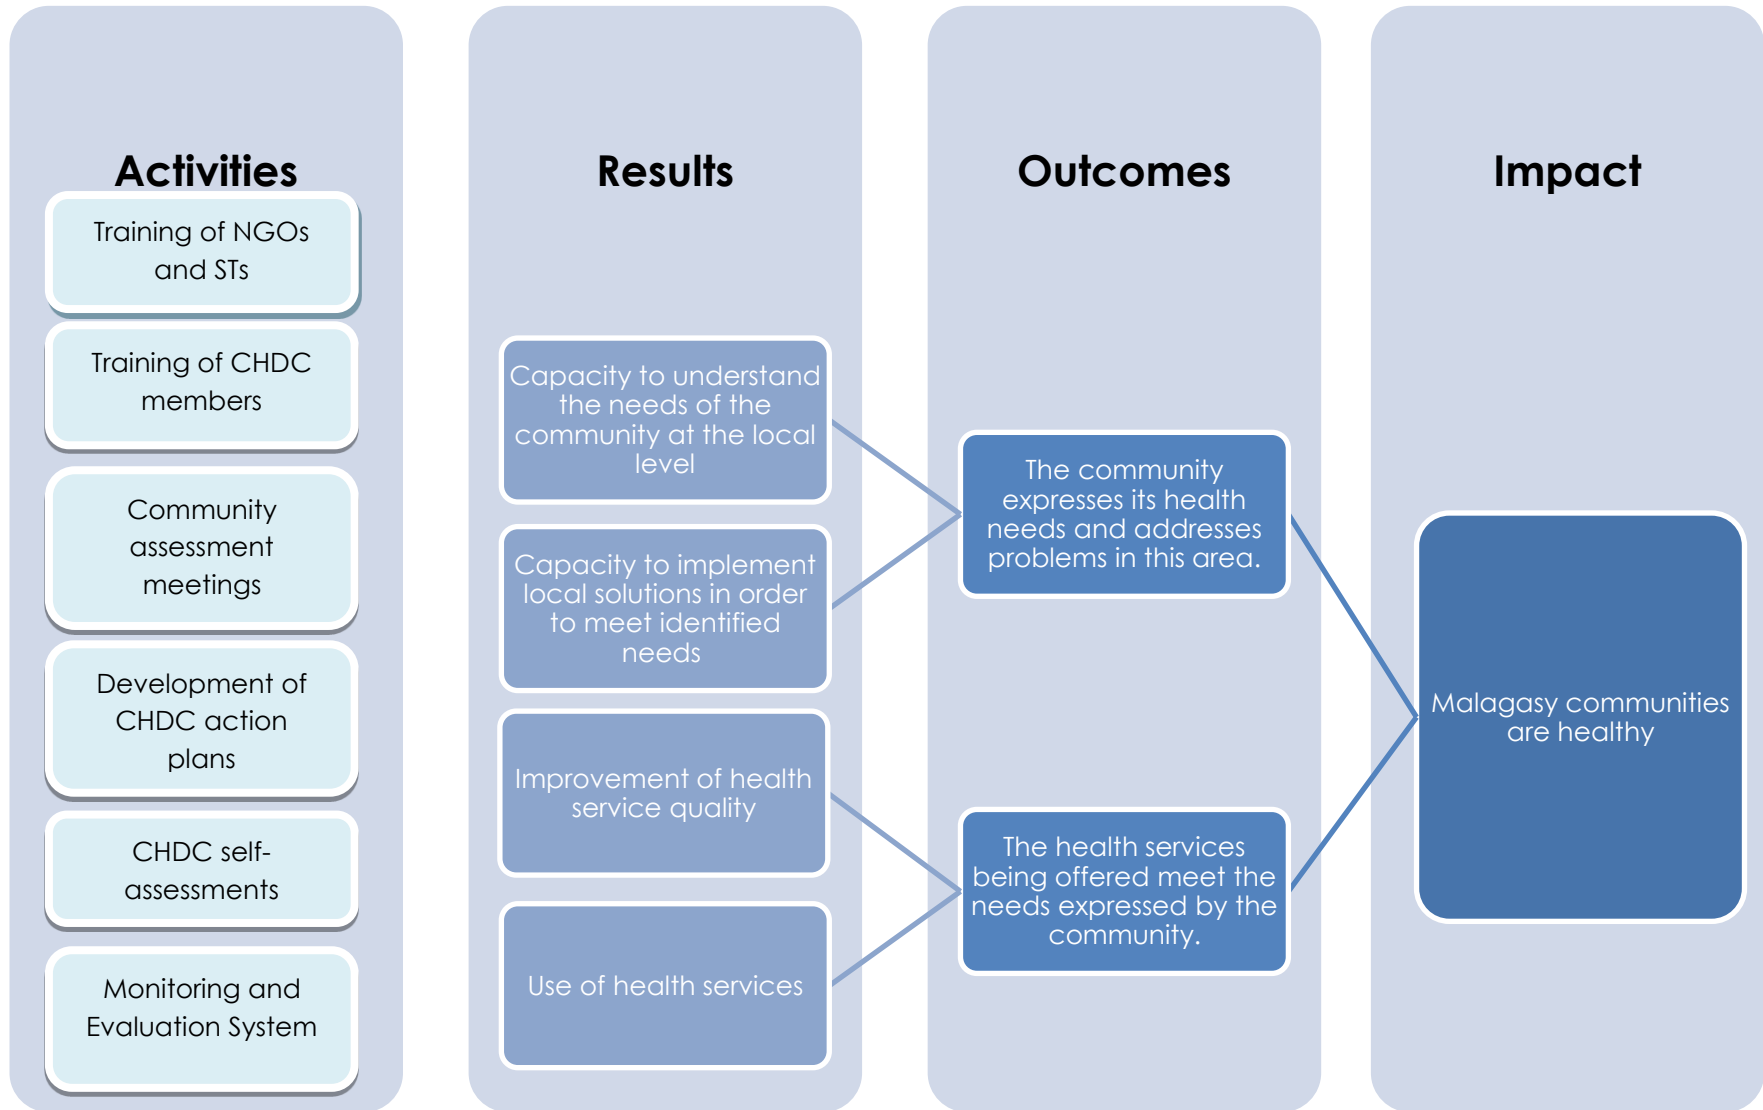 Activities
Training of NGOs
and STs
Training of CHDC
members
Community
assessment
meetings
Development of
CHDC action
plans
CHDC self-
assessments
Monitoring and
Evaluation System
Results
Capacity to understand
the needs of the
community at the local
level
Capacity to implement
local solutions in order
to meet identified
needs
Improvement of health
service quality
Use of health services
Outcomes
The community
expresses its health
needs and addresses
problems in this area.
The health services
being offered meet the
needs expressed by the
community.
Impact
Malagasy communities
are healthy